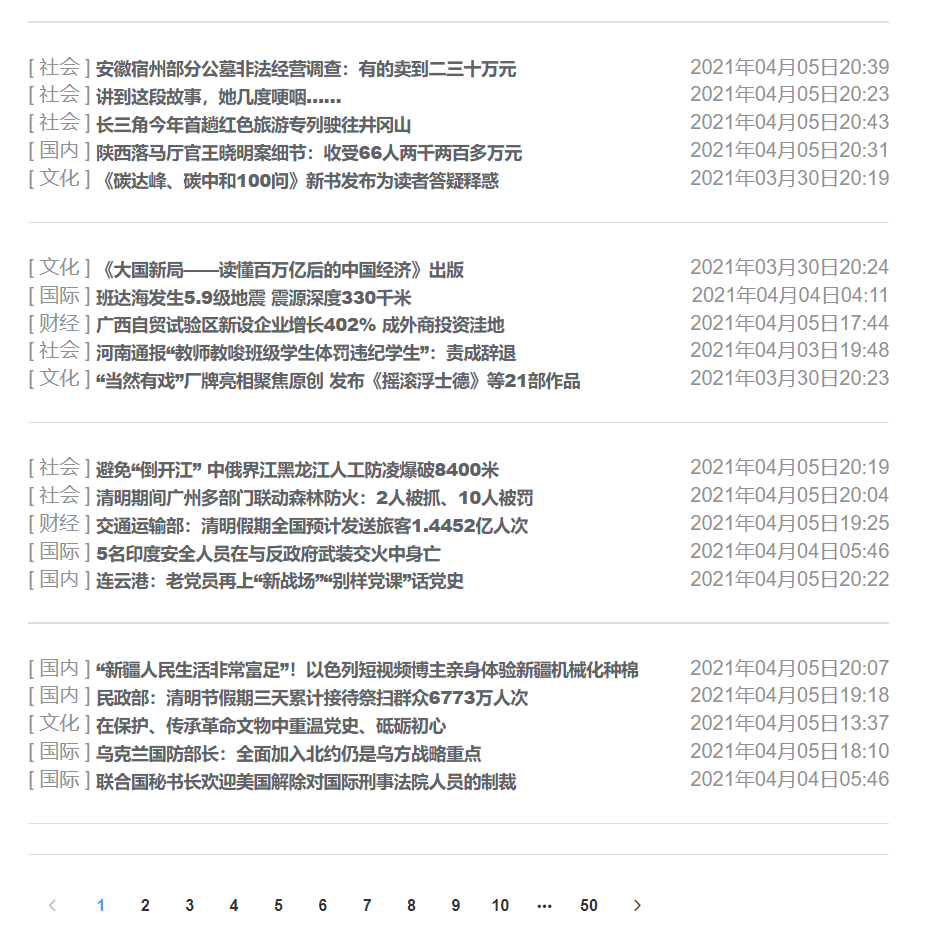 [ 社会 ] 安徽宿州部分公墓非法经营调查：有的卖到二三十万元 2021年04月05日20:39
[ 社会 ] 讲到这段故事，她几度哽咽…… 2021年04月05日20:23
[ 社会 ] 长三角今年首趟红色旅游专列驶往井冈山 2021年04月05日20:43
[ 国内 ] 陕西落马厅官王晓明案细节：收受66人两千两百多万元 2021年04月05日20:31
[ 文化 ] 《碳达峰、碳中和100问》新书发布为读者答疑释惑 2021年03月30日20:19
[ 文化 ] 《大国新局——读懂百万亿后的中国经济》出版 2021年03月30日20:24
[ 国际 ] 班达海发生5.9级地震 震源深度330千米 2021年04月04日04:11
[ 财经 ] 广西自贸试验区新设企业增长402% 成外商投资洼地 2021年04月05日17:44
[ 社会 ] 河南通报“教师教唆班级学生体罚违纪学生”：责成辞退 2021年04月03日19:48
[ 文化 ] “当然有戏”厂牌亮相聚焦原创 发布《摇滚浮士德》等21部作品 2021年03月30日20:23
[ 社会 ] 避免“倒开江” 中俄界江黑龙江人工防凌爆破8400米 2021年04月05日20:19
[ 社会 ] 清明期间广州多部门联动森林防火：2人被抓、10人被罚 2021年04月05日20:04
[ 财经 ] 交通运输部：清明假期全国预计发送旅客1.4452亿人次 2021年04月05日19:25
[ 国际 ] 5名印度安全人员在与反政府武装交火中身亡 2021年04月04日05:46
[ 国内 ] 连云港：老党员再上“新战场”“别样党课”话党史 2021年04月05日20:22
[ 国内 ] “新疆人民生活非常富足”！以色列短视频博主亲身体验新疆机械化种棉 2021年04月05日20:07
[ 国内 ] 民政部：清明节假期三天累计接待祭扫群众6773万人次 2021年04月05日19:18
[ 文化 ] 在保护、传承革命文物中重温党史、砥砺初心 2021年04月05日13:37
[ 国际 ] 乌克兰国防部长：全面加入北约仍是乌方战略重点 2021年04月05日18:10
[ 国际 ] 联合国秘书长欢迎美国解除对国际刑事法院人员的制裁 2021年04月04日05:46
< 1 2 3 4 5 6 7 8 9 10 ··· 50 >